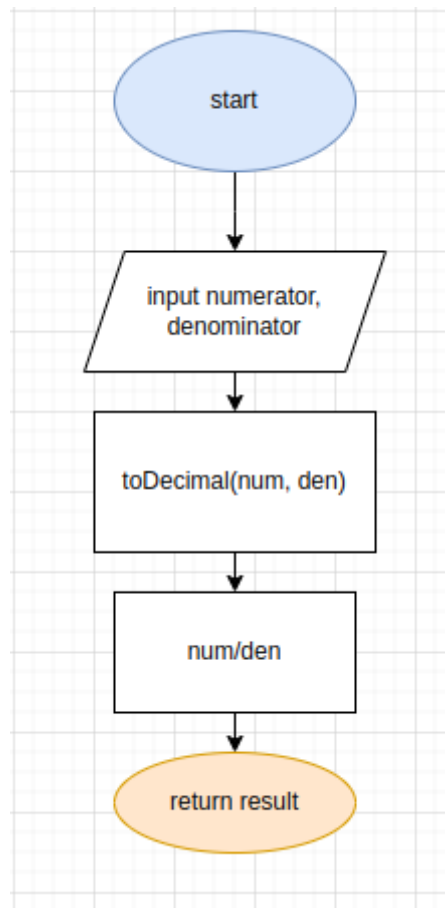 start
input numerator,
denominator
toDecimal(num, den)
num/den
return result